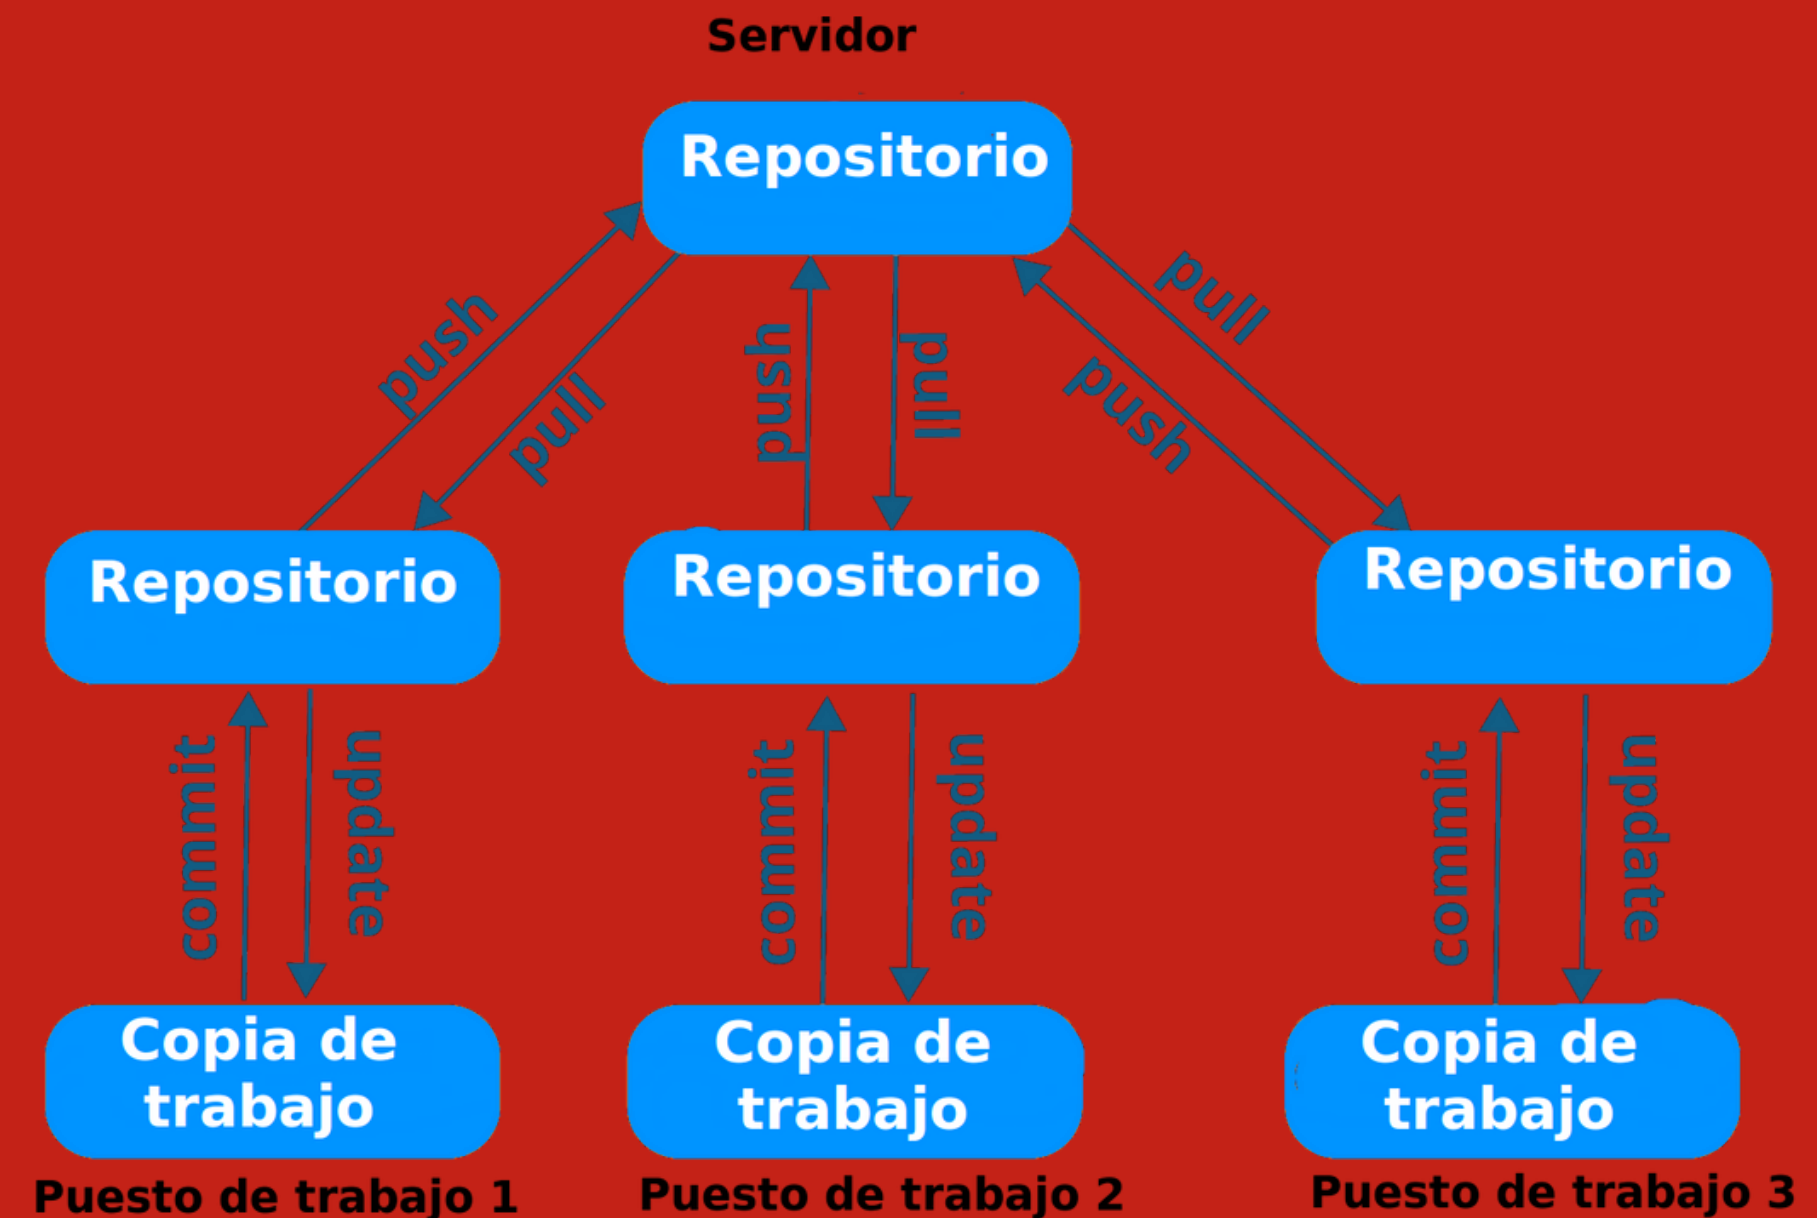 Servidor
Repositorio
push
pull
push
pull
push
pull
Repositorio
Repositorio
Repositorio
commit
update
commit
update
commit
update
Copia de
trabajo
Copia de
trabajo
Copia de
trabajo
Puesto de trabajo 1
Puesto de trabajo 2
Puesto de trabajo 3